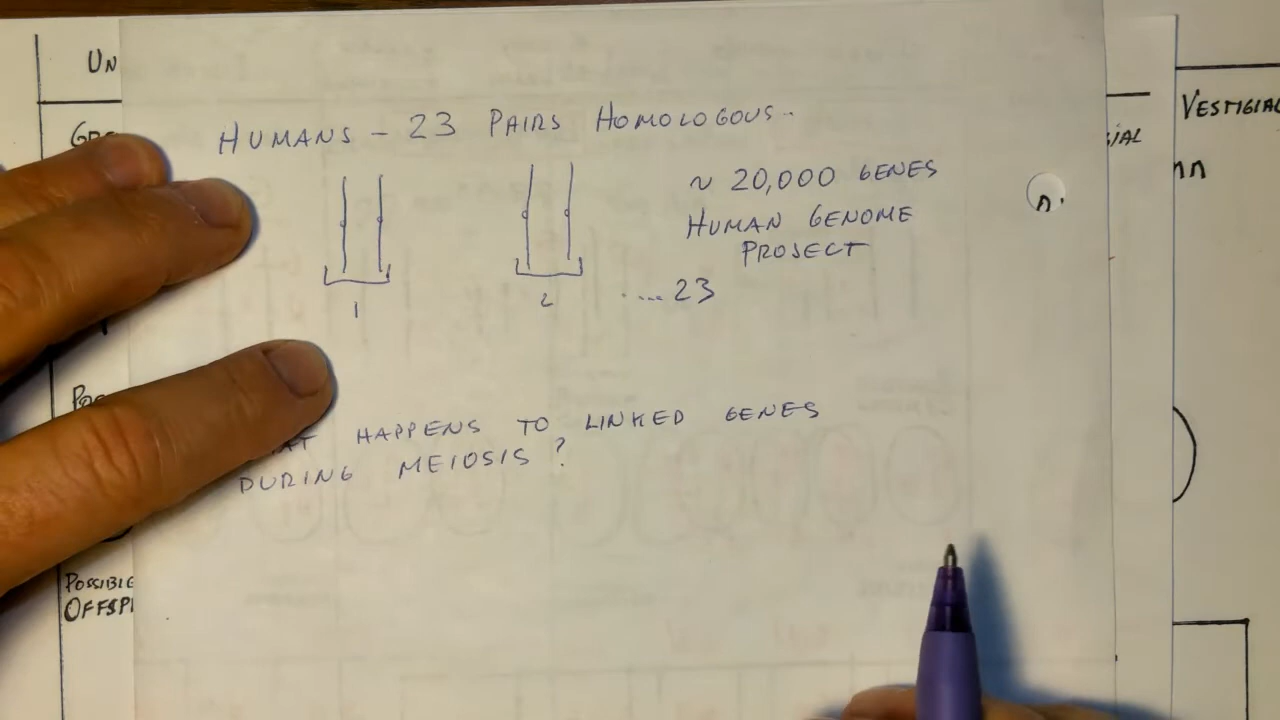 HUMANS - 23 PAIRS HOMOLOGOUS..
~ 20,000 GENES
HUMAN GENOME
PROJECT
1
2
....23
HAPPENS TO LINKED GENES
DURING MEIOSIS?
UN
VESTIGIAL
nn
n.
POSSIBLE
OFFSP